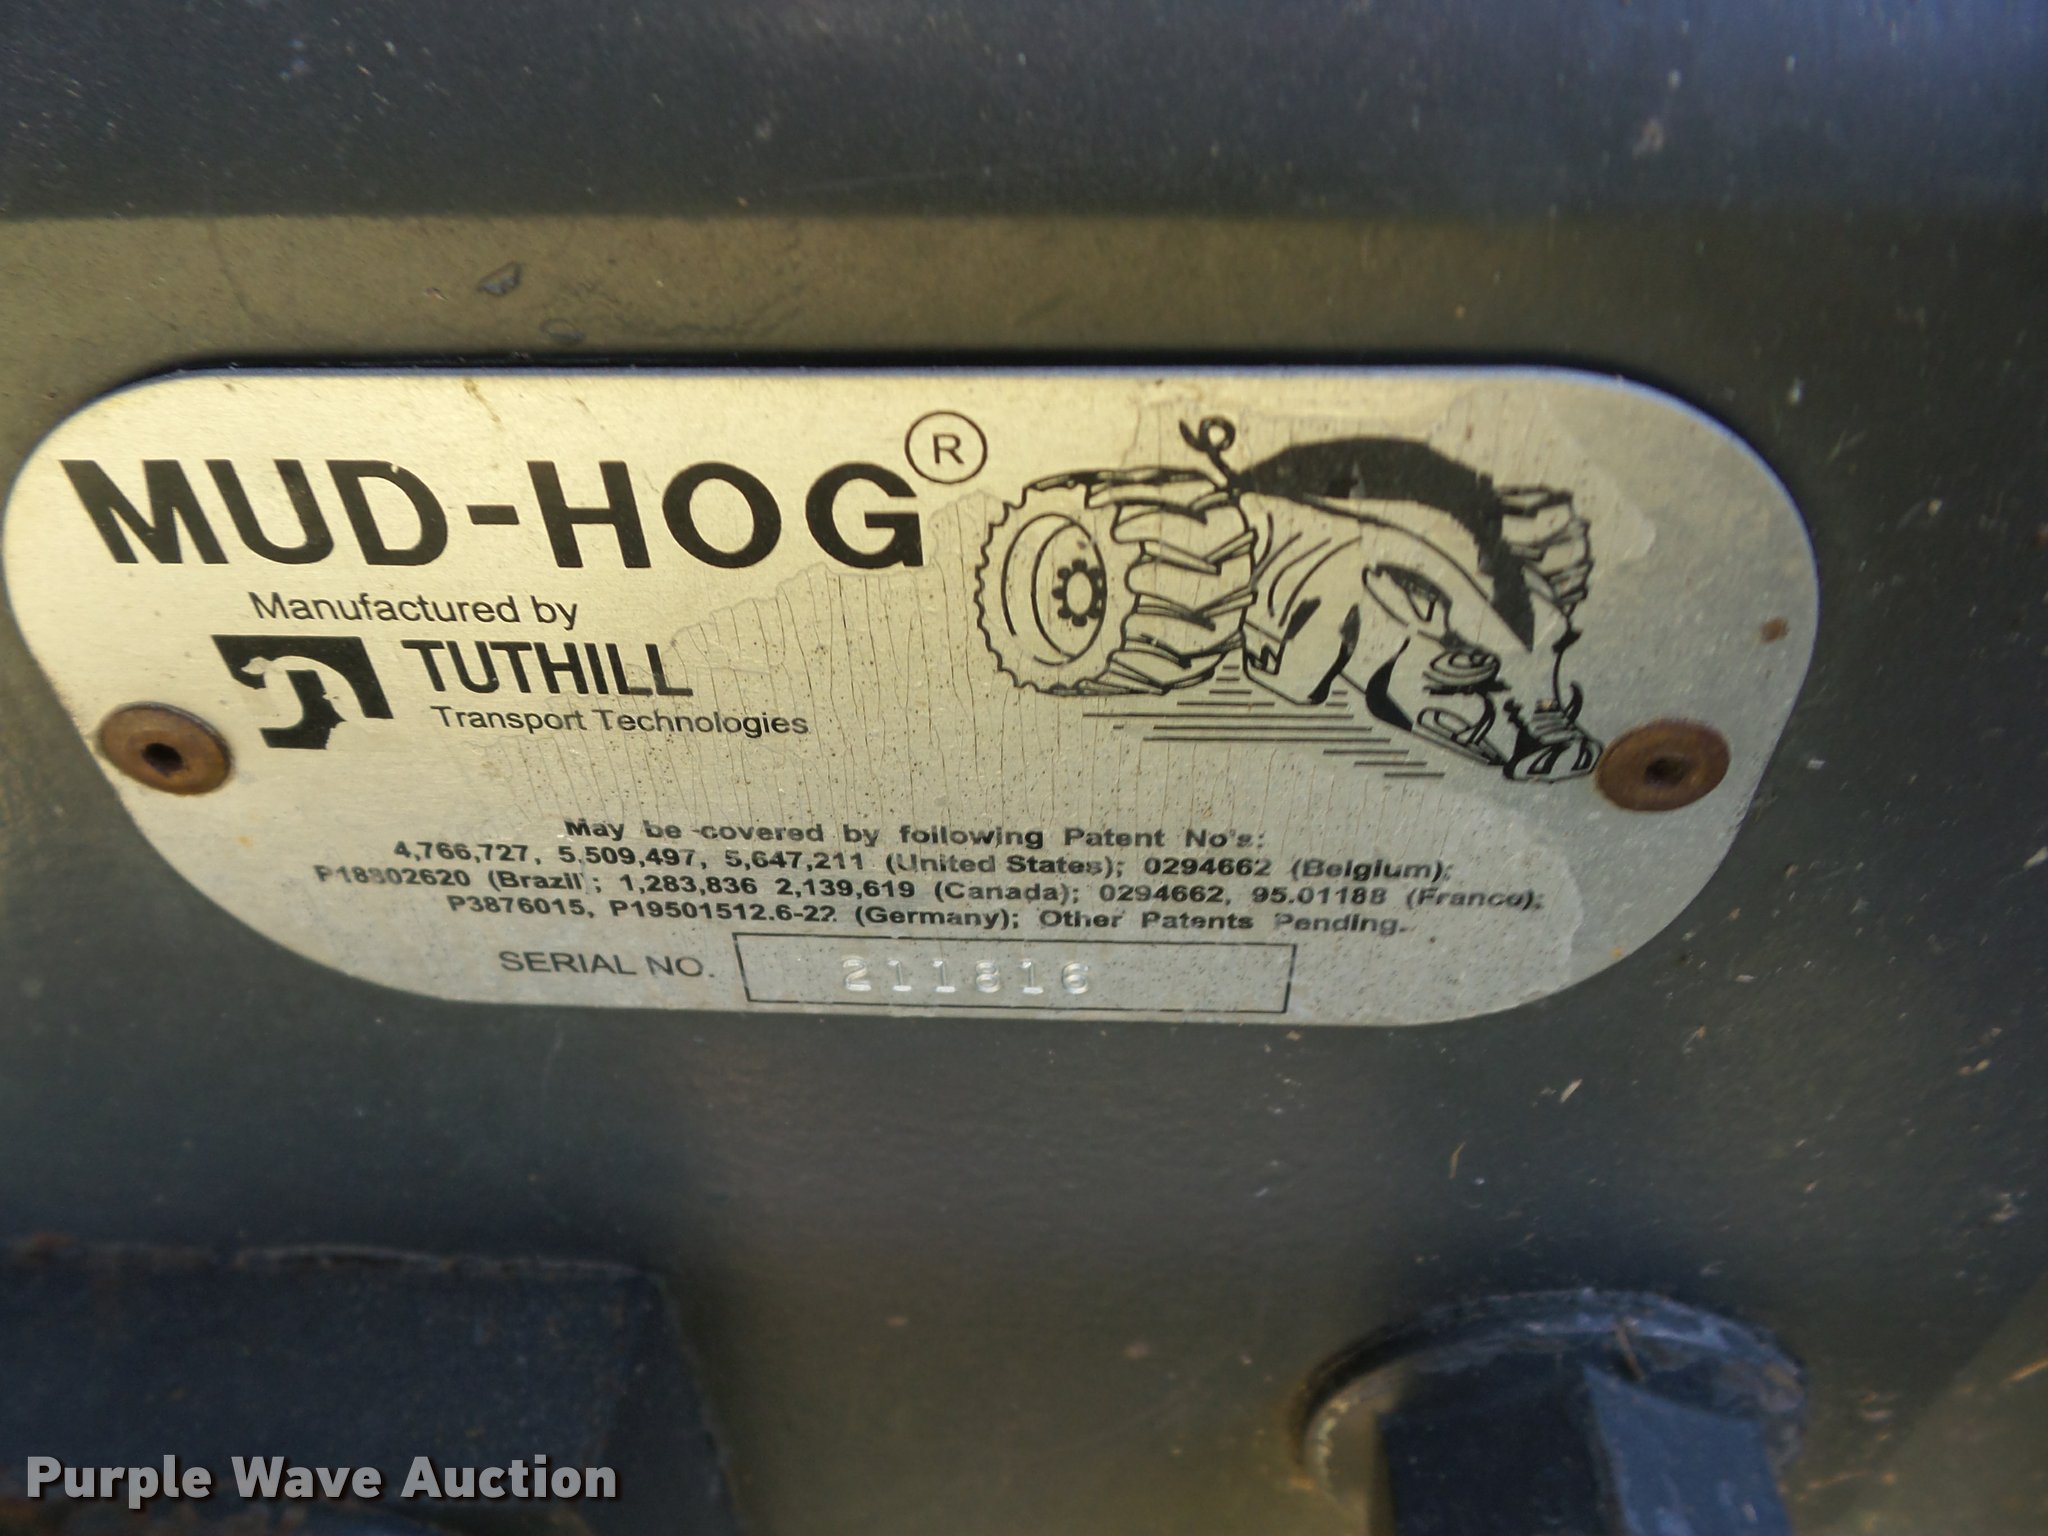 MUD-HOG®
Manufactured by
TUTHILL
Transport Technologies
May be covered by following Patent No's:
4,766,727, 5,509,497, 5,647,211 (United States); 0294662 (Belgium);
P18802620 (Brazil); 1,283,836 2,139,619 (Canada); 0294662, 95.01188 (France);
P3876015, P19501512.6-22 (Germany); Other Patents Pending.
SERIAL NO. 211816
Purple Wave Auction